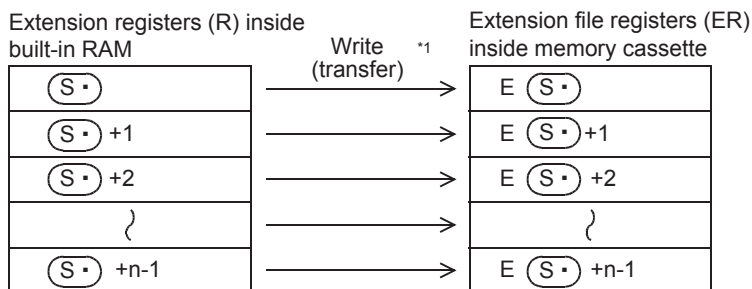 Extension registers (R) inside
built-in RAM
Write *1
(transfer)
Extension file registers (ER)
inside memory cassette
S·
E S·
S· +1
E S· +1
S· +2
E S· +2
S· +n-1
E S· +n-1